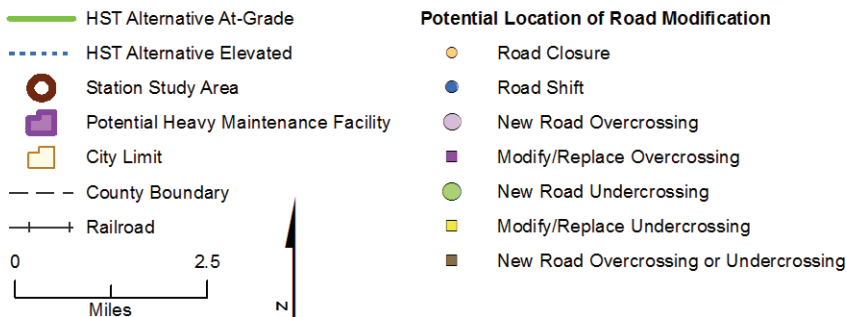 HST Alternative At-Grade
HST Alternative Elevated
Station Study Area
Potential Heavy Maintenance Facility
City Limit
County Boundary
Railroad
0 2.5
Miles
N
Potential Location of Road Modification
Road Closure
Road Shift
New Road Overcrossing
Modify/Replace Overcrossing
New Road Undercrossing
Modify/Replace Undercrossing
New Road Overcrossing or Undercrossing